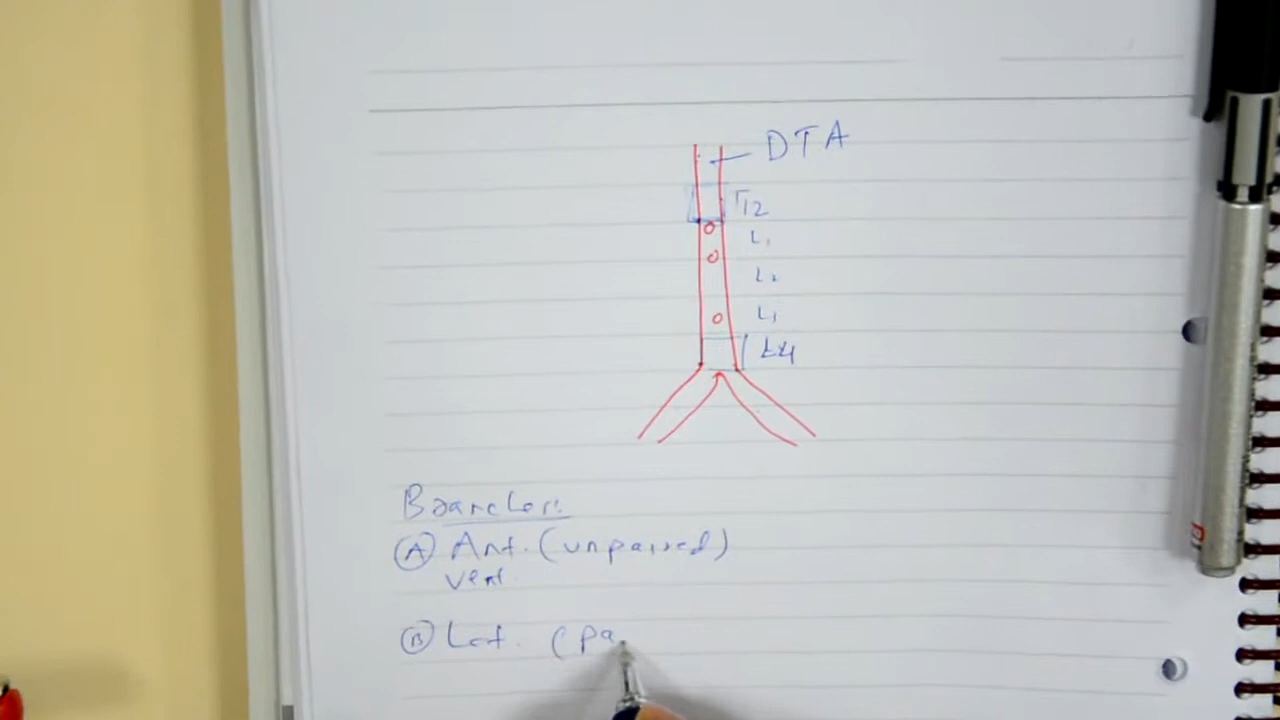 DTA
T12
L1
L2
L3
L4
Branches:
(A) Ant. (unpaired)
vent.
(B) Lat. (Pa